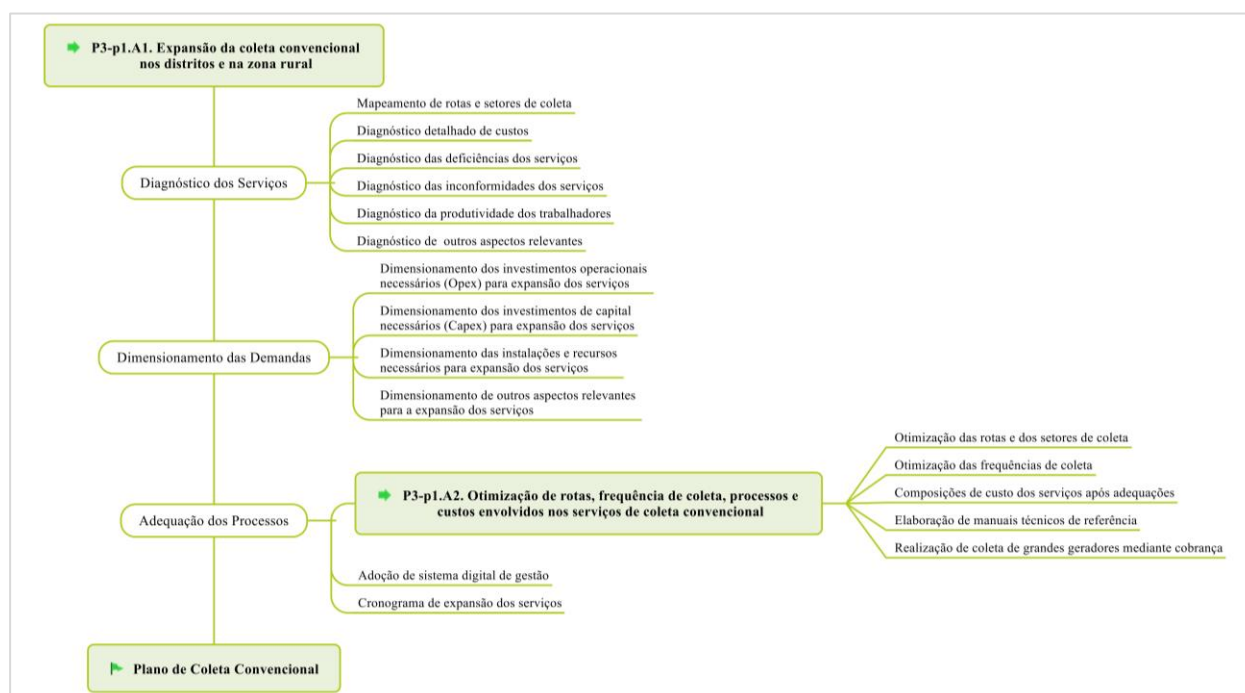 P3-p1.A1. Expansão da coleta convencional
nos distritos e na zona rural
Diagnóstico dos Serviços
Mapeamento de rotas e setores de coleta
Diagnóstico detalhado de custos
Diagnóstico das deficiências dos serviços
Diagnóstico das inconformidades dos serviços
Diagnóstico da produtividade dos trabalhadores
Diagnóstico de outros aspectos relevantes
Dimensionamento das Demandas
Dimensionamento dos investimentos operacionais
necessários (Opex) para expansão dos serviços
Dimensionamento dos investimentos de capital
necessários (Capex) para expansão dos serviços
Dimensionamento das instalações e recursos
necessários para expansão dos serviços
Dimensionamento de outros aspectos relevantes
para a expansão dos serviços
Adequação dos Processos
P3-p1.A2. Otimização de rotas, frequência de coleta, processos e
custos envolvidos nos serviços de coleta convencional
Otimização das rotas e dos setores de coleta
Otimização das frequências de coleta
Composições de custo dos serviços após adequações
Elaboração de manuais técnicos de referência
Realização de coleta de grandes geradores mediante cobrança
Adoção de sistema digital de gestão
Cronograma de expansão dos serviços
Plano de Coleta Convencional